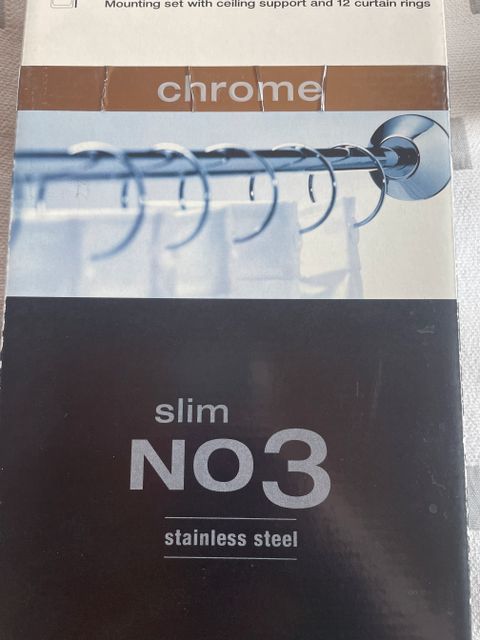 Mounting set with ceiling support and 12 curtain rings
chrome
slim
NO3
stainless steel